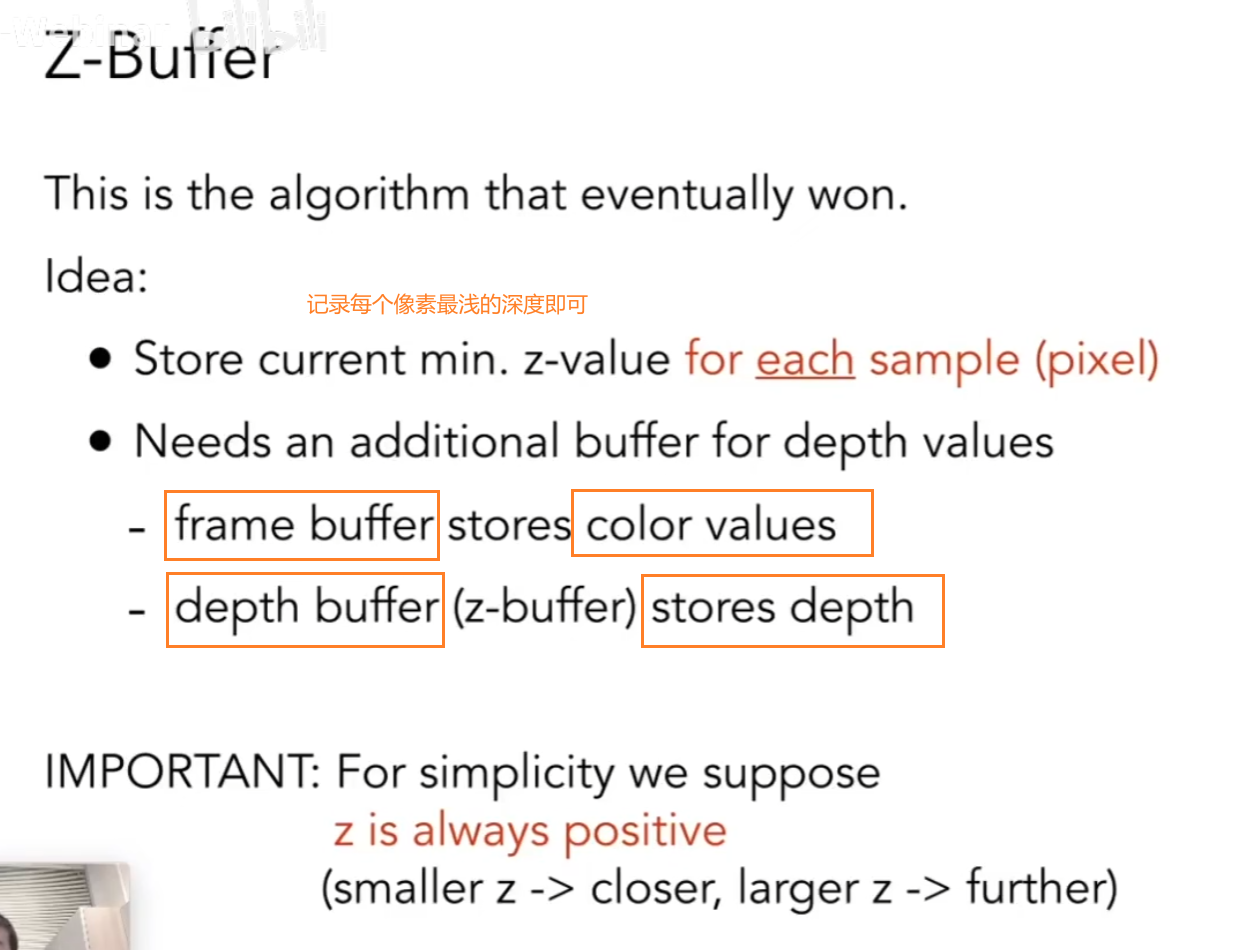 Webinar bilibili
Z-Buffer
This is the algorithm that eventually won.
Idea:
记录每个像素最浅的深度即可
● Store current min. z-value for each sample (pixel)
● Needs an additional buffer for depth values
- frame buffer stores color values
- depth buffer (z-buffer) stores depth
IMPORTANT: For simplicity we suppose
z is always positive
(smaller z -> closer, larger z -> further)